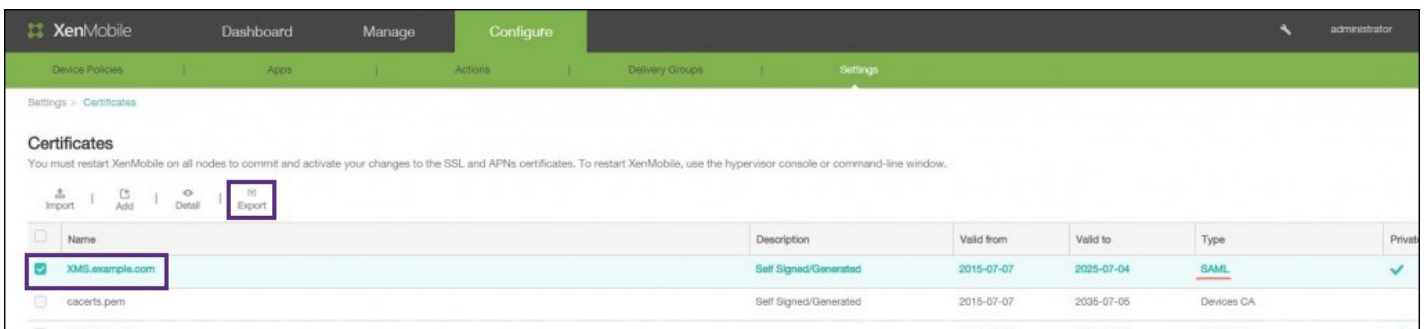 XenMobile Dashboard Manage Configure administrator
Device Policies | Apps | Actions | Delivery Groups | Settings
Settings > Certificates
Certificates
You must restart XenMobile on all nodes to commit and activate your changes to the SSL and APNs certificates. To restart XenMobile, use the hypervisor console or command-line window.
Import | Add | Detail | Export
Name Description Valid from Valid to Type Privat
XMS.example.com Self Signed/Generated 2015-07-07 2025-07-04 SAML
cacerts.pem Self Signed/Generated 2015-07-07 2035-07-05 Devices CA